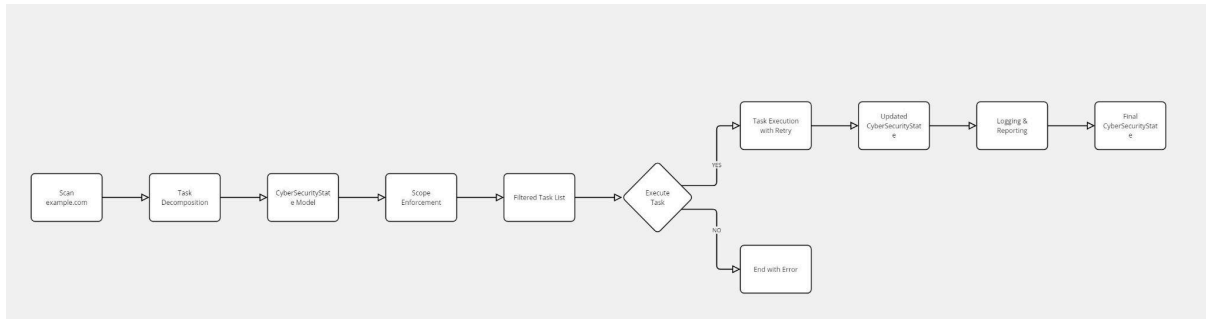 Scan
example.com
Task
Decomposition
CyberSecurityStat
e Model
Scope
Enforcement
Filtered Task List
Execute
Task
YES
Task Execution
with Retry
Updated
CyberSecurityStat
e
Logging &
Reporting
Final
CyberSecurityStat
e
NO
End with Error